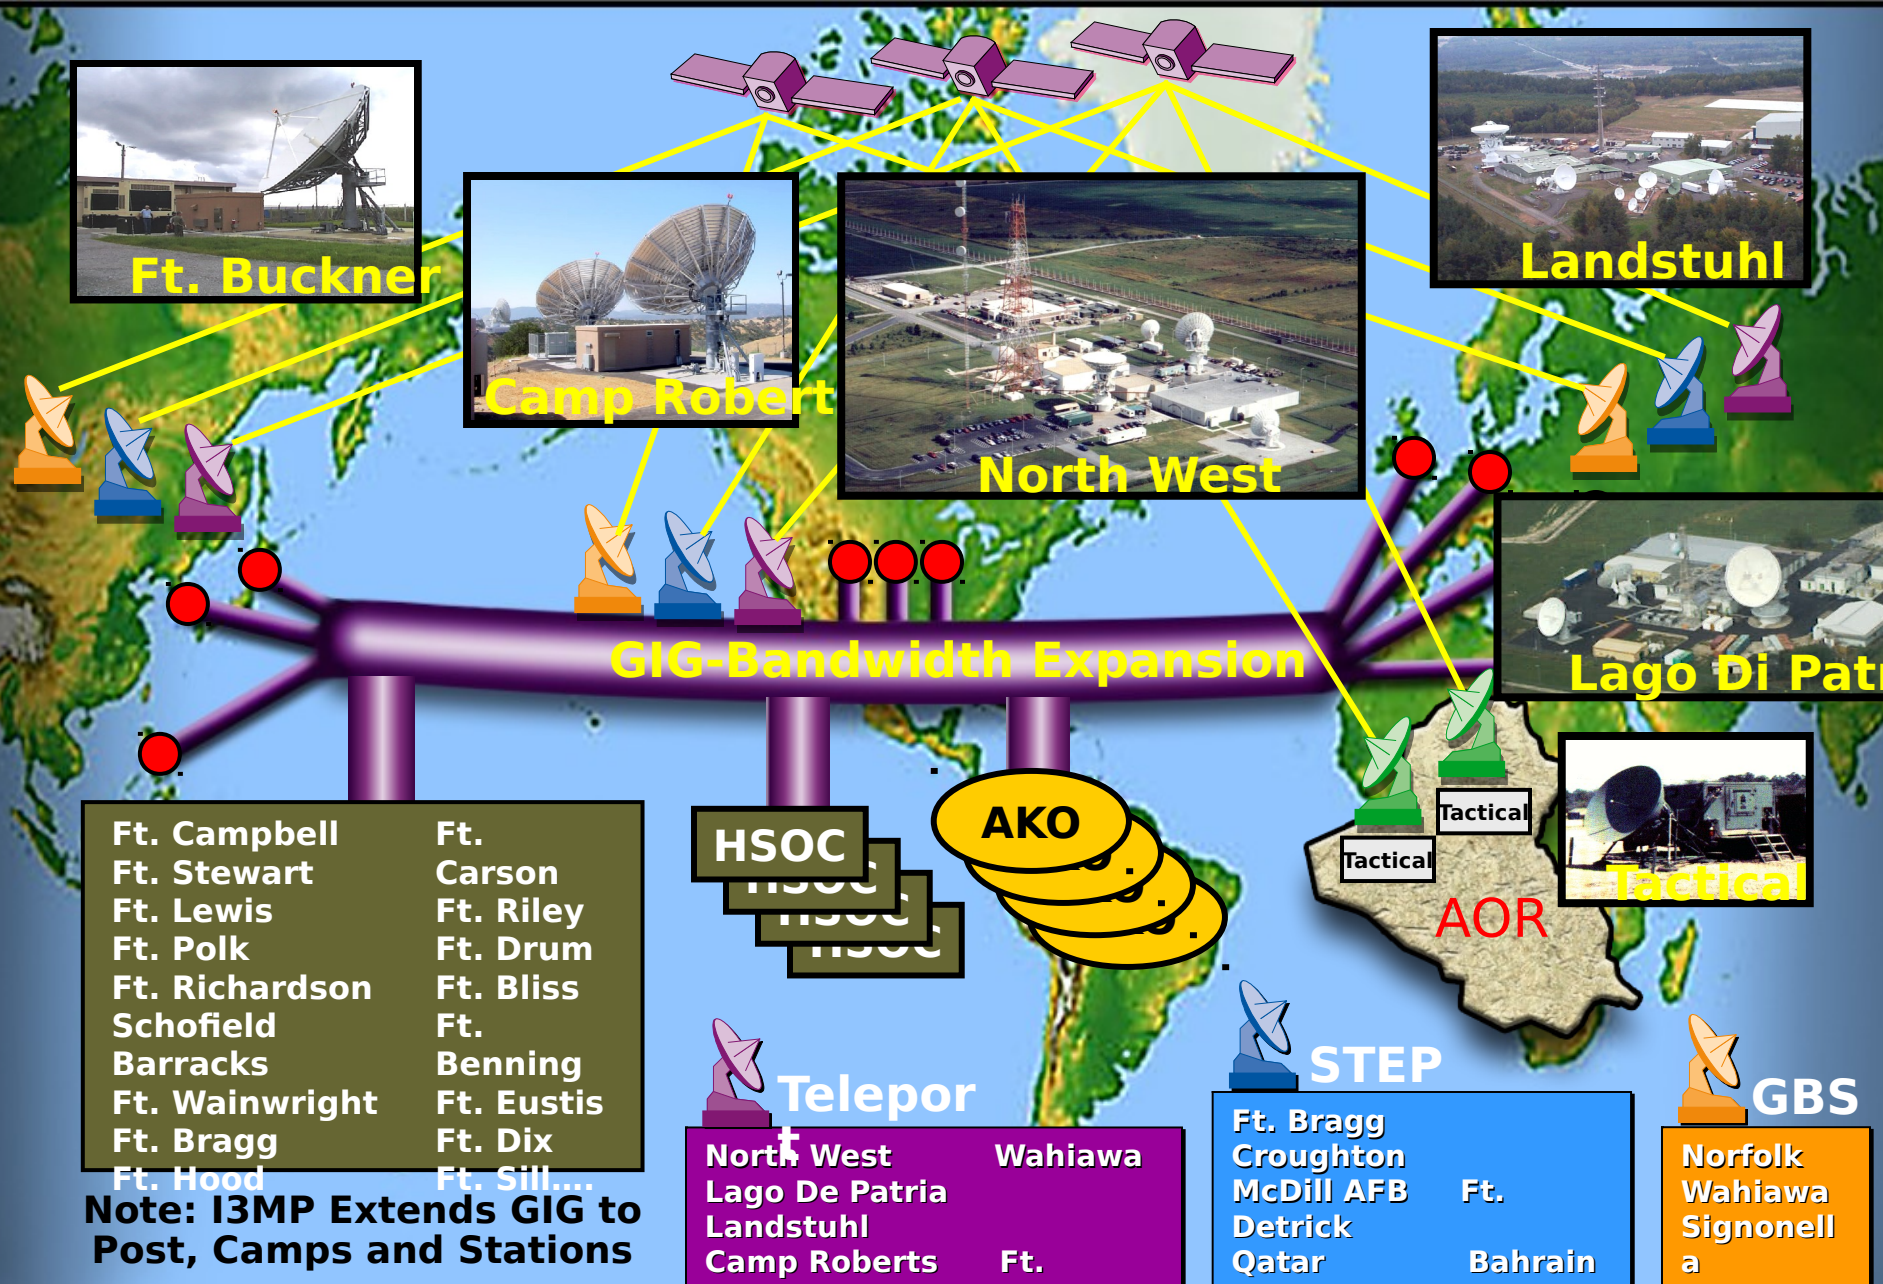 Ft. Buckner
Camp Robert
North West
Landstuhl
Lago Di Patr
GIG-Bandwidth Expansion
Tactical
Tactical
Tactical
AOR
Ft. Campbell
Ft. Stewart
Ft. Lewis
Ft. Polk
Ft. Richardson
Schofield
Barracks
Ft. Wainwright
Ft. Bragg
Ft. Hood
Ft.
Carson
Ft. Riley
Ft. Drum
Ft. Bliss
Ft.
Benning
Ft. Eustis
Ft. Dix
Ft. Sill....
HSOC
HSOC
HSOC
HSOC
AKO
Note: I3MP Extends GIG to
Post, Camps and Stations
Telepor
t
North West Wahiawa
Lago De Patria
Landstuhl
Camp Roberts Ft.
STEP
Ft. Bragg
Croughton
McDill AFB Ft.
Detrick
Qatar Bahrain
GBS
Norfolk
Wahiawa
Signonell
a